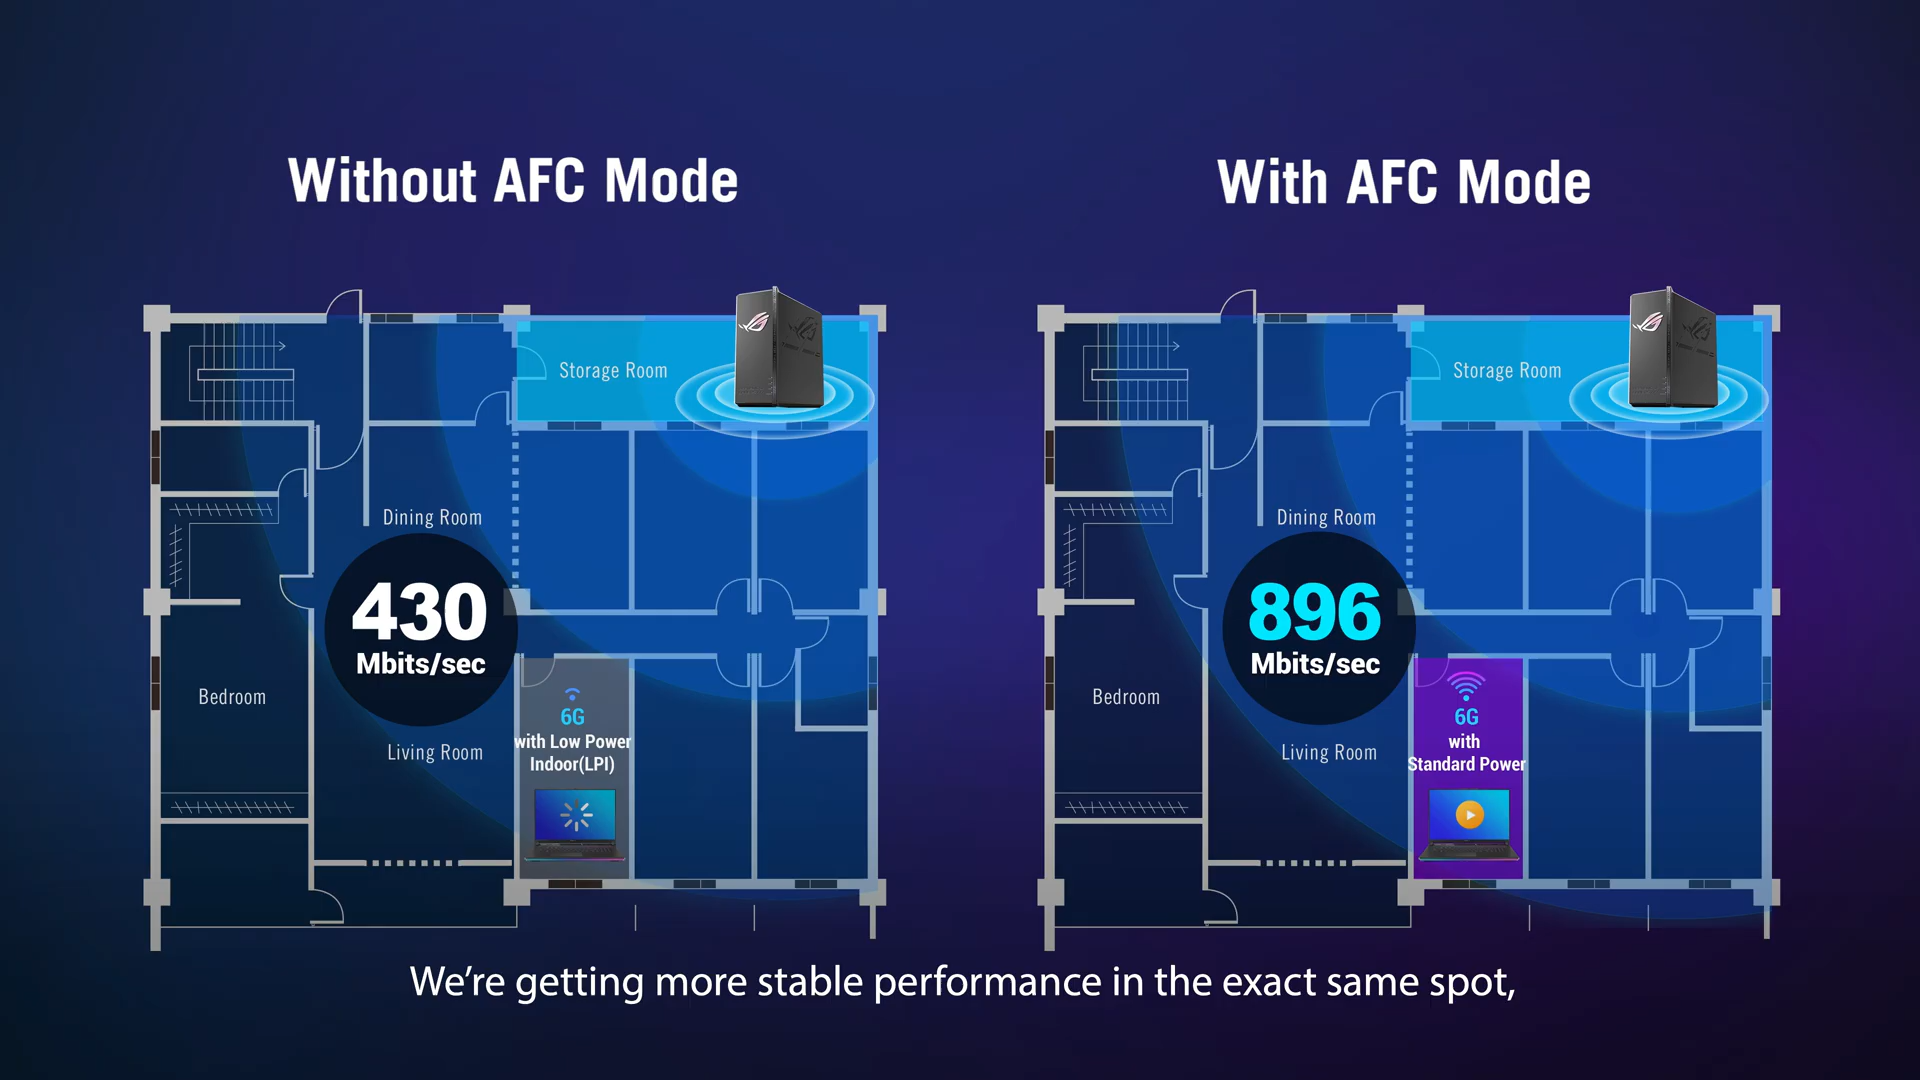 Without AFC Mode
With AFC Mode
Storage Room
Dining Room
430
Mbits/sec
Bedroom
Living Room
6G
with Low Power
Indoor(LPI)
Storage Room
Dining Room
896
Mbits/sec
Bedroom
Living Room
6G
with
Standard Power
We're getting more stable performance in the exact same spot,